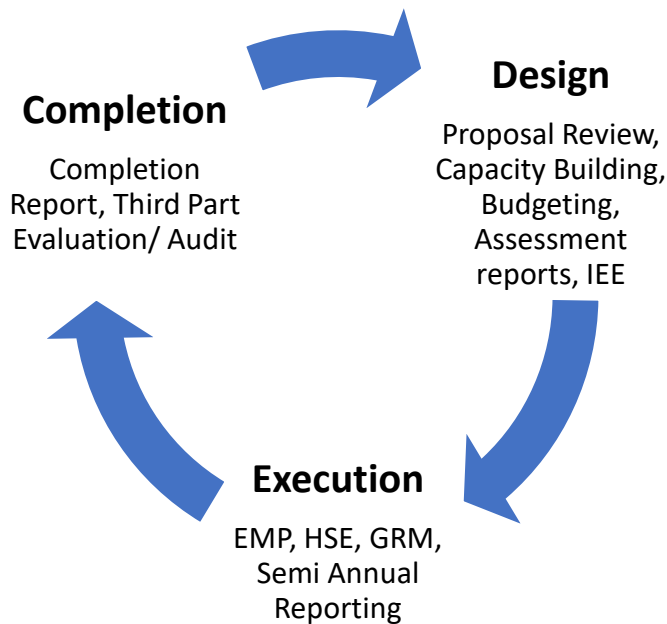 Design
Proposal Review,
Capacity Building,
Budgeting,
Assessment
reports, IEE
Execution
EMP, HSE, GRM,
Semi Annual
Reporting
Completion
Completion
Report, Third Part
Evaluation/ Audit